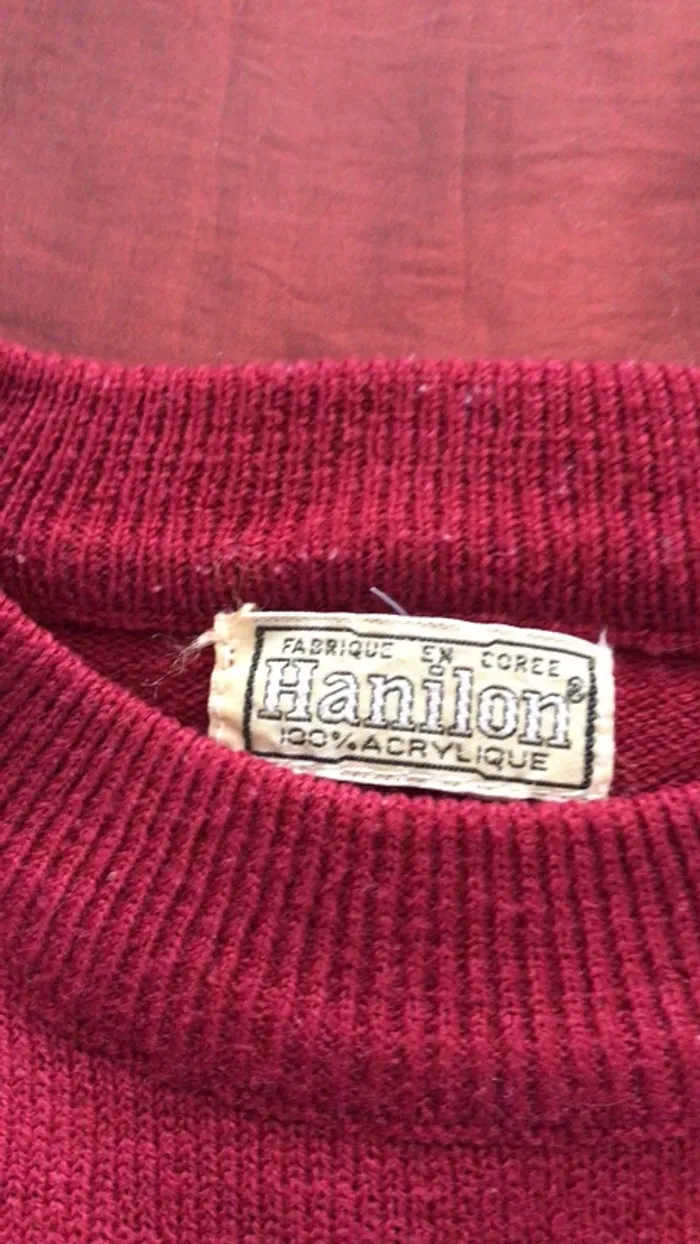 FABRIQUE EN COREE
Hanilon®
100% ACRYLIQUE